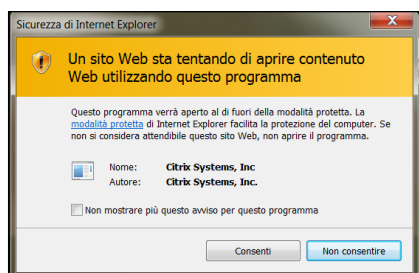 Sicurezza di Internet Explorer
Un sito Web sta tentando di aprire contenuto
Web utilizzando questo programma
Questo programma verrà aperto al di fuori della modalità protetta. La
modalità protetta di Internet Explorer facilita la protezione del computer. Se
non si considera attendibile questo sito Web, non aprire il programma.
Nome: Citrix Systems, Inc
Autore: Citrix Systems, Inc.
Non mostrare più questo avviso per questo programma
Consenti Non consentire